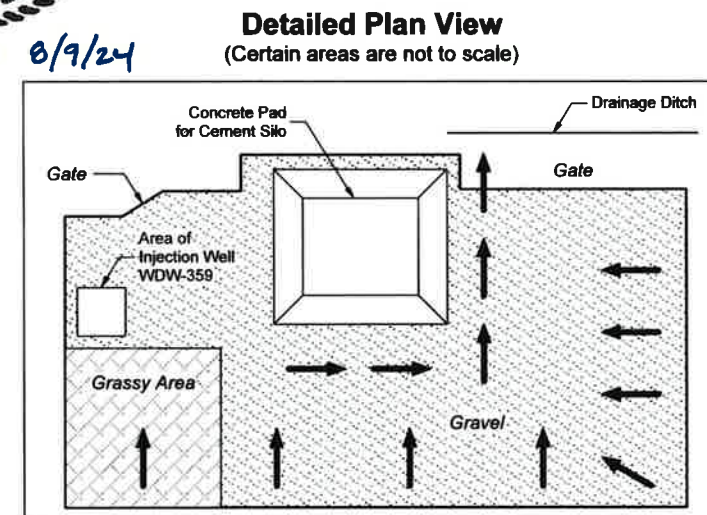 Detailed Plan View
8/9/24
(Certain areas are not to scale)
Concrete Pad
for Cement Silo
Drainage Ditch
Gate
Gate
Area of
Injection Well
WDW-359
Grassy Area
Gravel